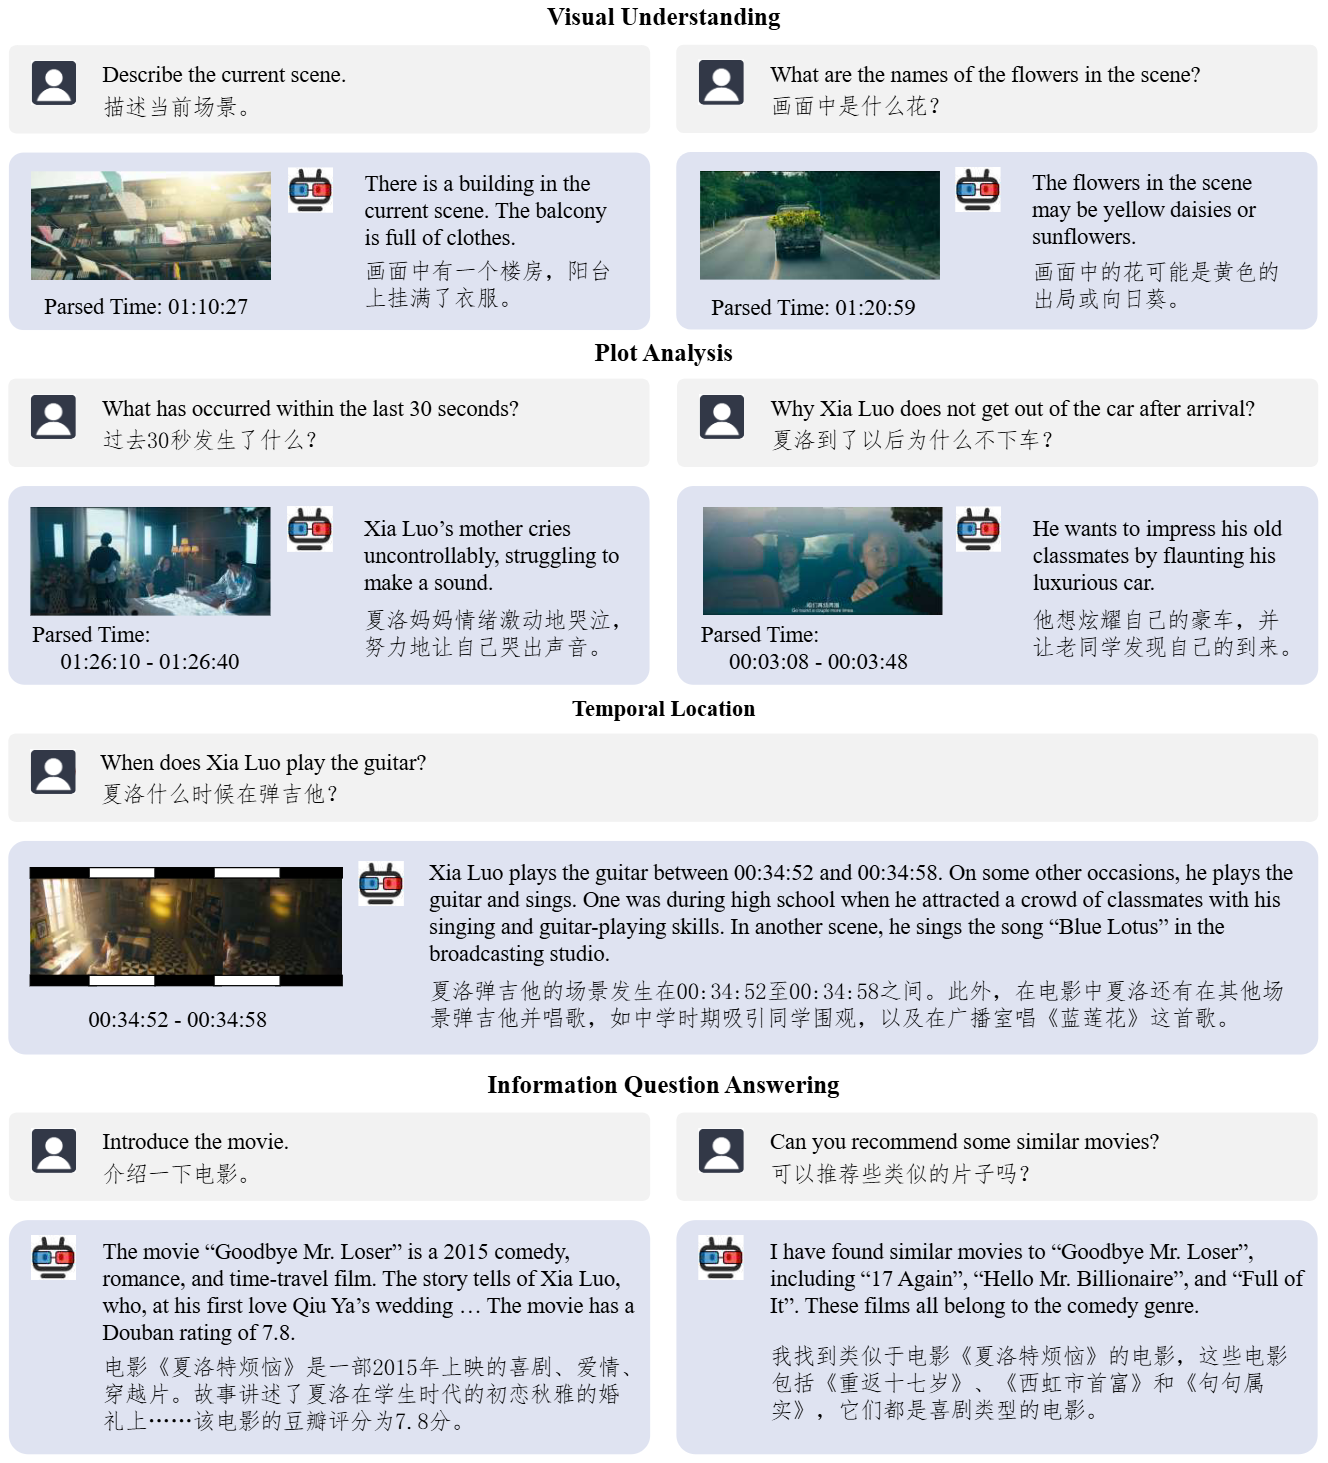 Visual Understanding
Describe the current scene.
描述当前场景。
What are the names of the flowers in the scene?
画面中是什么花？
There is a building in the
current scene. The balcony
is full of clothes.
画面中有一个楼房，阳台
上挂满了衣服。
Parsed Time: 01:10:27
The flowers in the scene
may be yellow daisies or
sunflowers.
画面中的花可能是黄色的
出局或向日葵。
Parsed Time: 01:20:59
Plot Analysis
What has occurred within the last 30 seconds?
过去30秒发生了什么？
Why Xia Luo does not get out of the car after arrival?
夏洛到了以后为什么不下车？
Xia Luo’s mother cries
uncontrollably, struggling to
make a sound.
夏洛妈妈情绪激动地哭泣，
努力地让自己哭出声音。
Parsed Time:
01:26:10 - 01:26:40
咱们再绕两圈
Go round a couple more times
He wants to impress his old
classmates by flaunting his
luxurious car.
他想炫耀自己的豪车，并
让老同学发现自己的到来。
Parsed Time:
00:03:08 - 00:03:48
Temporal Location
When does Xia Luo play the guitar?
夏洛什么时候在弹吉他？
Xia Luo plays the guitar between 00:34:52 and 00:34:58. On some other occasions, he plays the
guitar and sings. One was during high school when he attracted a crowd of classmates with his
singing and guitar-playing skills. In another scene, he sings the song “Blue Lotus” in the
broadcasting studio.
夏洛弹吉他的场景发生在00:34:52至00:34:58之间。此外，在电影中夏洛还有在其他场
景弹吉他并唱歌，如中学时期吸引同学围观，以及在广播室唱《蓝莲花》这首歌。
00:34:52 - 00:34:58
Information Question Answering
Introduce the movie.
介绍一下电影。
Can you recommend some similar movies?
可以推荐些类似的片子吗？
The movie “Goodbye Mr. Loser” is a 2015 comedy,
romance, and time-travel film. The story tells of Xia Luo,
who, at his first love Qiu Ya’s wedding … The movie has a
Douban rating of 7.8.
电影《夏洛特烦恼》是一部2015年上映的喜剧、爱情、
穿越片。故事讲述了夏洛在学生时代的初恋秋雅的婚
礼上……该电影的豆瓣评分为7.8分。
I have found similar movies to “Goodbye Mr. Loser”,
including “17 Again”, “Hello Mr. Billionaire”, and “Full of
It”. These films all belong to the comedy genre.
我找到类似于电影《夏洛特烦恼》的电影，这些电影
包括《重返十七岁》、《西虹市首富》和《句句属
实》，它们都是喜剧类型的电影。